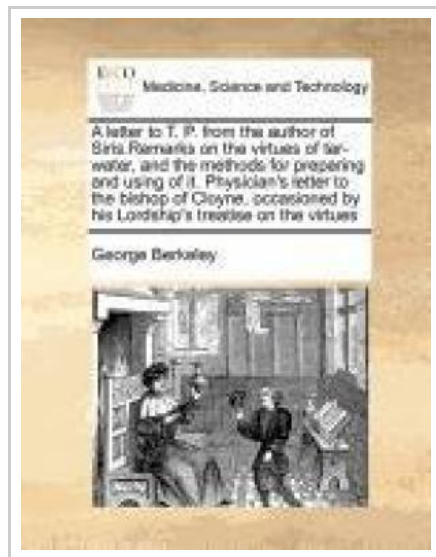 ECCO
Medicine, Science and Technology
A letter to T. P. from the author of
Siris. Remarks on the virtues of tar-
water, and the methods for preparing
and using of it. Physician's letter to
the bishop of Cloyne, occasioned by
his Lordship's treatise on the virtues
George Berkeley